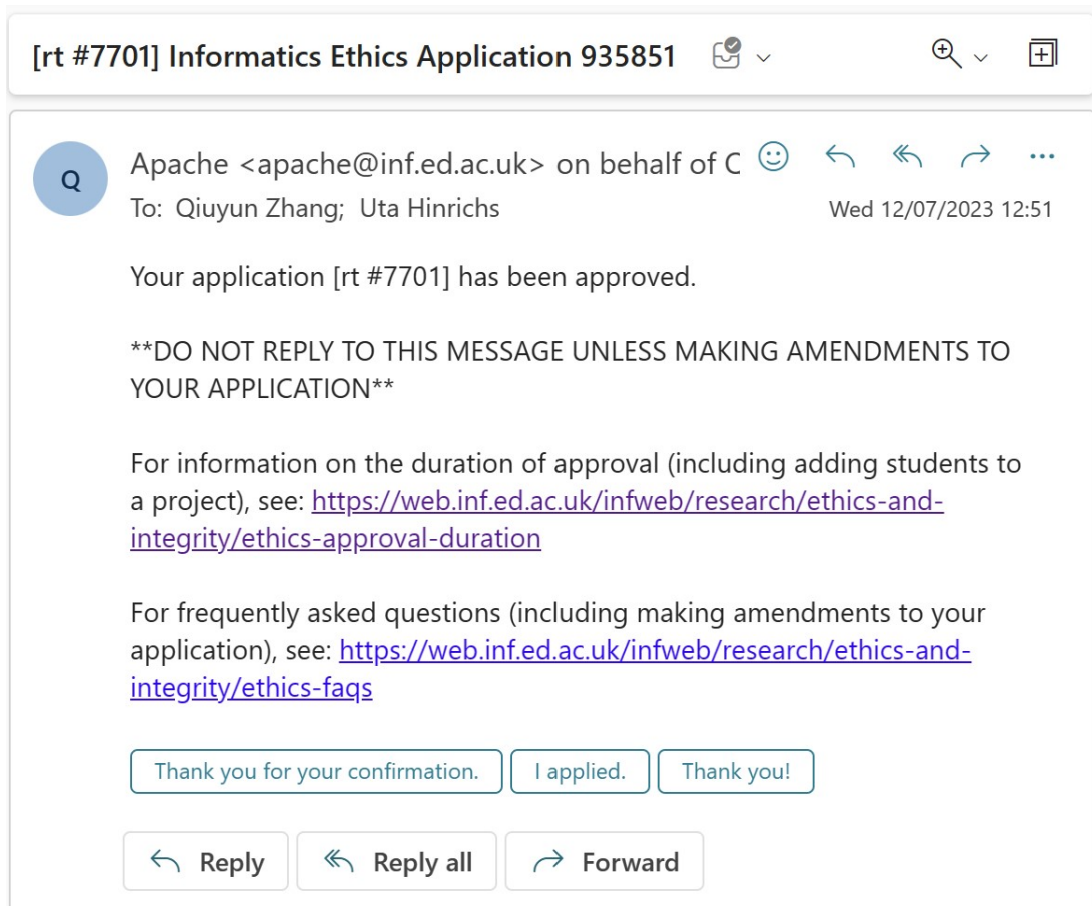 [rt #7701] Informatics Ethics Application 935851
Q
Apache <apache@inf.ed.ac.uk> on behalf of C
To: Qiuyun Zhang; Uta Hinrichs
Wed 12/07/2023 12:51
Your application [rt #7701] has been approved.
**DO NOT REPLY TO THIS MESSAGE UNLESS MAKING AMENDMENTS TO
YOUR APPLICATION**
For information on the duration of approval (including adding students to
a project), see: https://web.inf.ed.ac.uk/infweb/research/ethics-and-
integrity/ethics-approval-duration
For frequently asked questions (including making amendments to your
application), see: https://web.inf.ed.ac.uk/infweb/research/ethics-and-
integrity/ethics-faqs
Thank you for your confirmation.
I applied.
Thank you!
Reply
Reply all
Forward